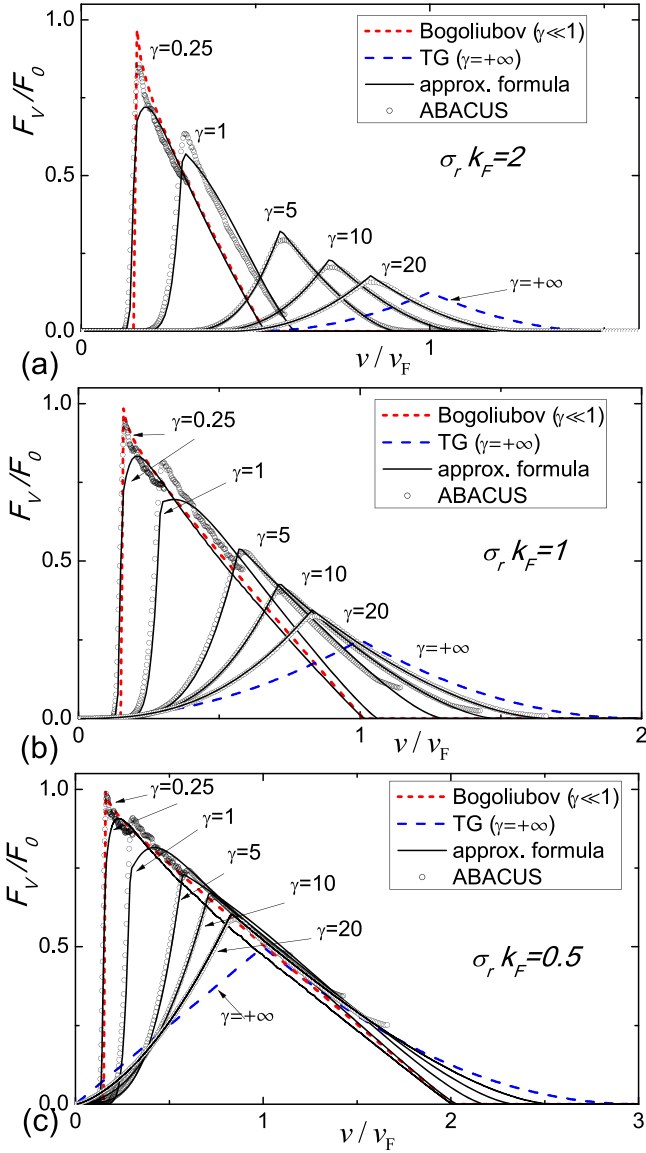 1.0
0.5
0.0
F_V/F_0
γ=0.25
γ=1
γ=5
γ=10
γ=20
γ=+∞
Bogoliubov (γ≪1)
TG (γ=+∞)
approx. formula
ABACUS
σ_r k_F=2
0
1
v / v_F
(a)
1.0
0.5
0.0
F_V/F_0
γ=0.25
γ=1
γ=5
γ=10
γ=20
γ=+∞
Bogoliubov (γ≪1)
TG (γ=+∞)
approx. formula
ABACUS
σ_r k_F=1
0
1
2
v / v_F
(b)
1.0
0.5
0.0
F_V/F_0
γ=0.25
γ=1
γ=5
γ=10
γ=20
γ=+∞
Bogoliubov (γ≪1)
TG (γ=+∞)
approx. formula
ABACUS
σ_r k_F=0.5
0
1
2
3
v / v_F
(c)